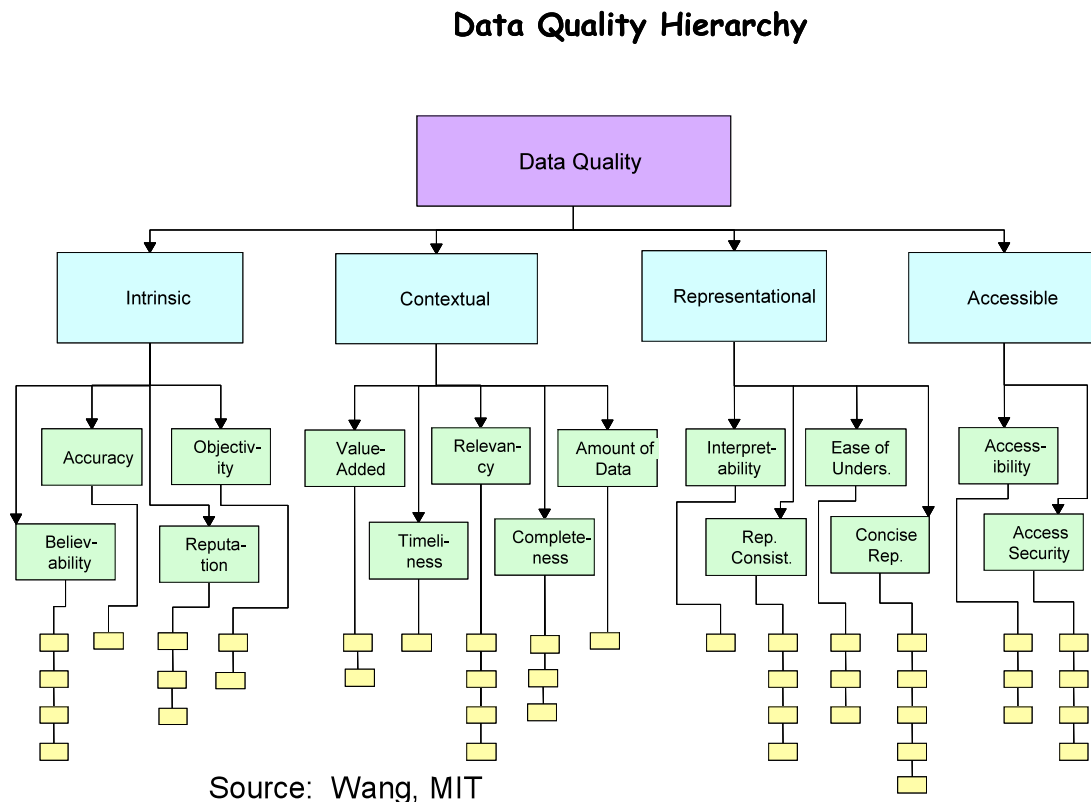 Data Quality Hierarchy
Data Quality
Intrinsic
Contextual
Representational
Accessible
Accuracy
Objectiv-
ity
Value-
Added
Relevan-
cy
Amount of
Data
Interpret-
ability
Ease of
Unders.
Access-
ibility
Believ-
ability
Reputa-
tion
Timeli-
ness
Complete-
ness
Rep.
Consist.
Concise
Rep.
Access
Security
Source:  Wang, MIT